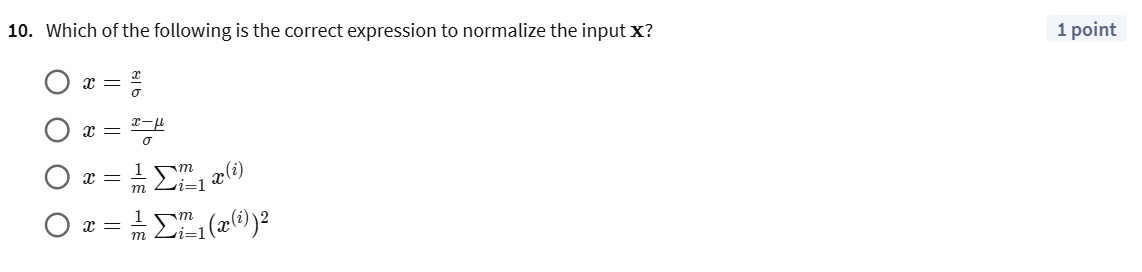 10. Which of the following is the correct expression to normalize the input x? 1 point
x = \frac{x}{\sigma}
x = \frac{x-\mu}{\sigma}
x = \frac{1}{m} \sum_{i=1}^{m} x^{(i)}
x = \frac{1}{m} \sum_{i=1}^{m} (x^{(i)})^2